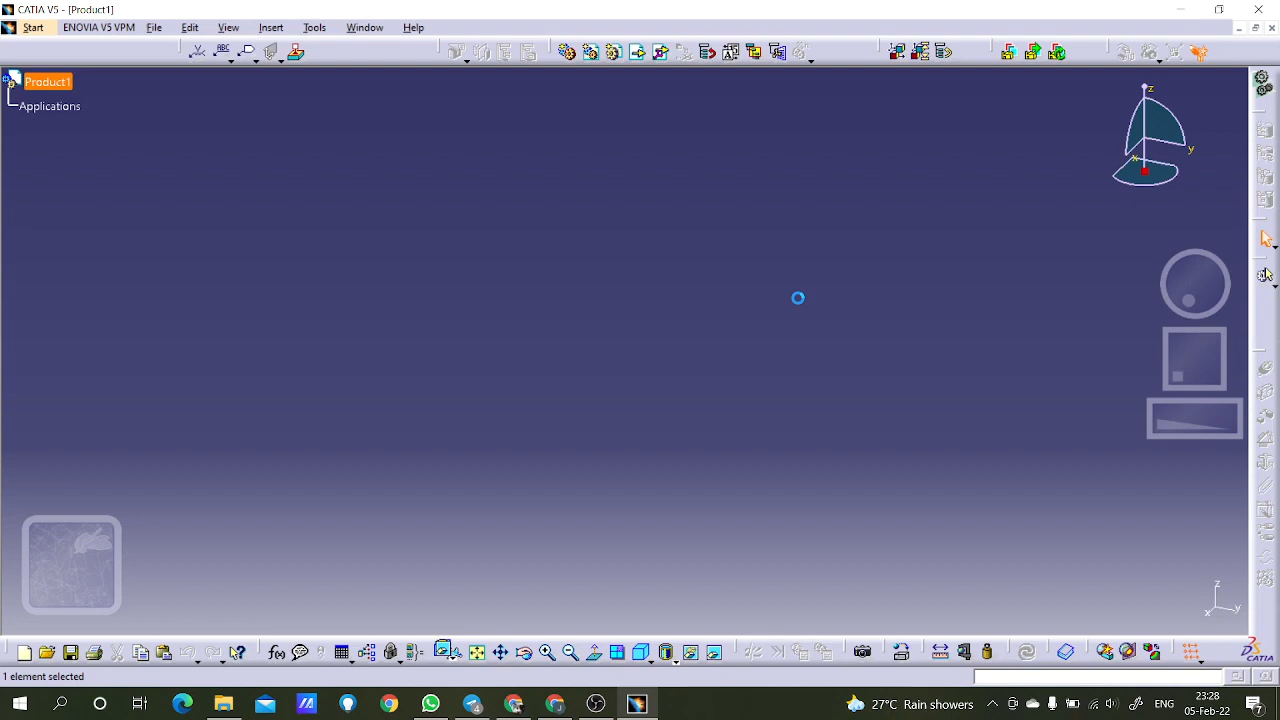 CATIA V5 - [Product1]
Start ENOVIA V5 VPM File Edit View Insert Tools Window Help
Product1
Applications
z
y
x
z
x y
f(x)
CATIA
1 element selected
4
27°C Rain showers
ENG
23:28
05-Feb-22